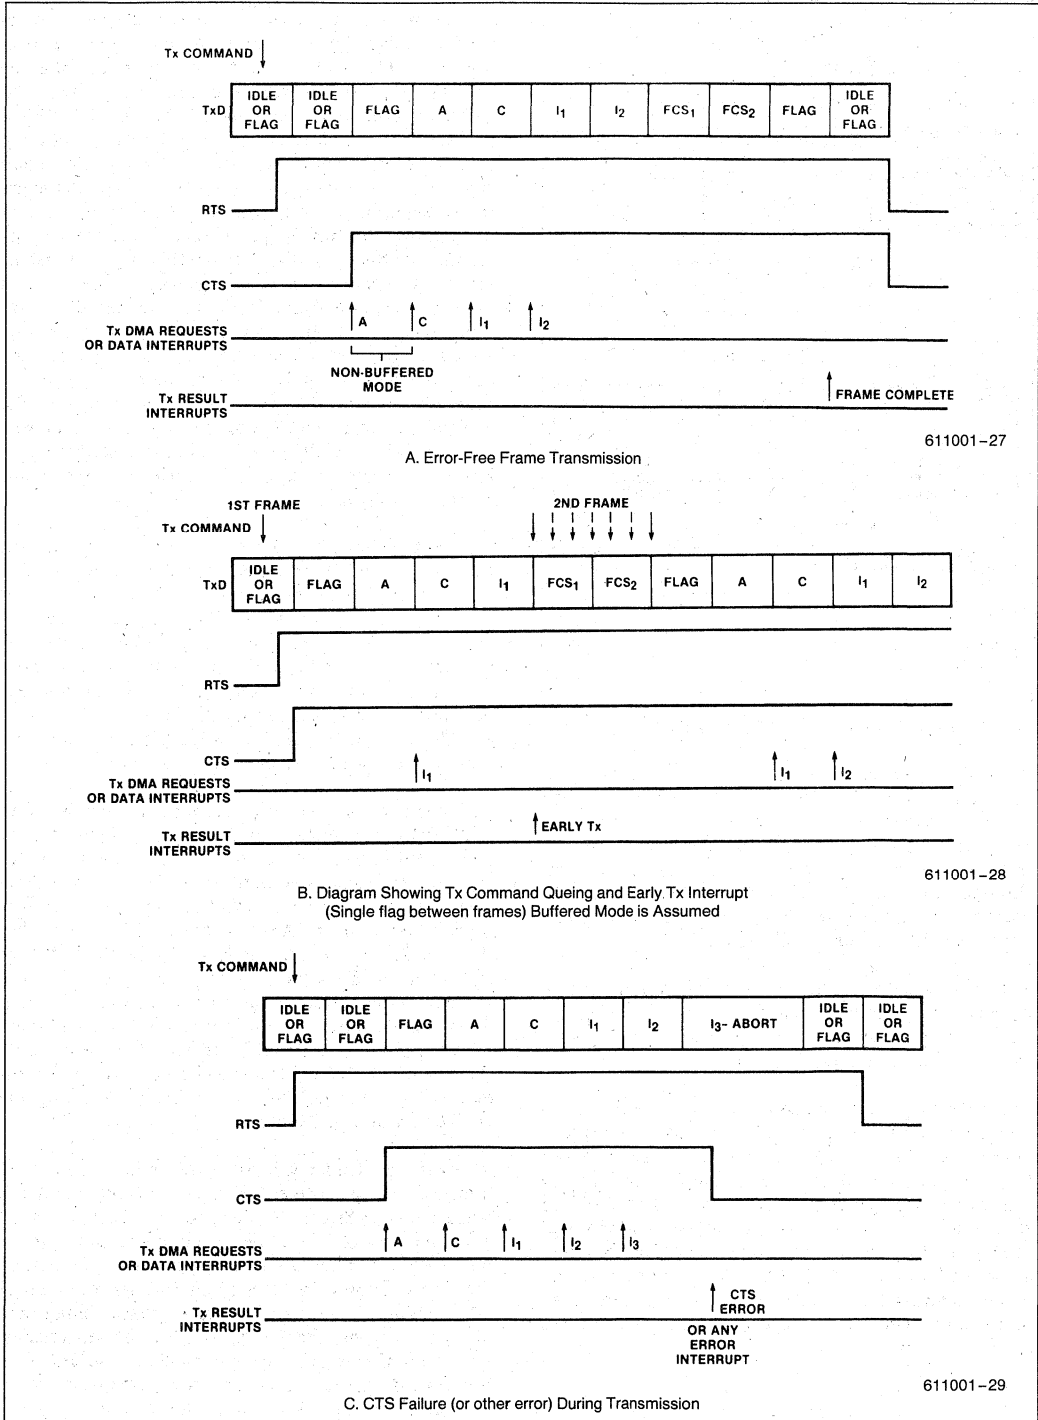 Tx COMMAND
TxD
IDLE OR FLAG
IDLE OR FLAG
FLAG
A
C
I1
I2
FCS1
FCS2
FLAG
IDLE OR FLAG
RTS
CTS
Tx DMA REQUESTS
OR DATA INTERRUPTS
A
C
I1
I2
NON-BUFFERED
MODE
Tx RESULT
INTERRUPTS
FRAME COMPLETE
611001-27
A. Error-Free Frame Transmission
1ST FRAME
2ND FRAME
Tx COMMAND
TxD
IDLE OR FLAG
FLAG
A
C
I1
FCS1
FCS2
FLAG
A
C
I1
I2
RTS
CTS
Tx DMA REQUESTS
OR DATA INTERRUPTS
I1
I1
I2
Tx RESULT
INTERRUPTS
EARLY Tx
611001-28
B. Diagram Showing Tx Command Queing and Early Tx Interrupt
(Single flag between frames) Buffered Mode is Assumed
Tx COMMAND
IDLE OR FLAG
IDLE OR FLAG
FLAG
A
C
I1
I2
I3- ABORT
IDLE OR FLAG
IDLE OR FLAG
RTS
CTS
Tx DMA REQUESTS
OR DATA INTERRUPTS
A
C
I1
I2
I3
Tx RESULT
INTERRUPTS
CTS
ERROR
OR ANY
ERROR
INTERRUPT
611001-29
C. CTS Failure (or other error) During Transmission